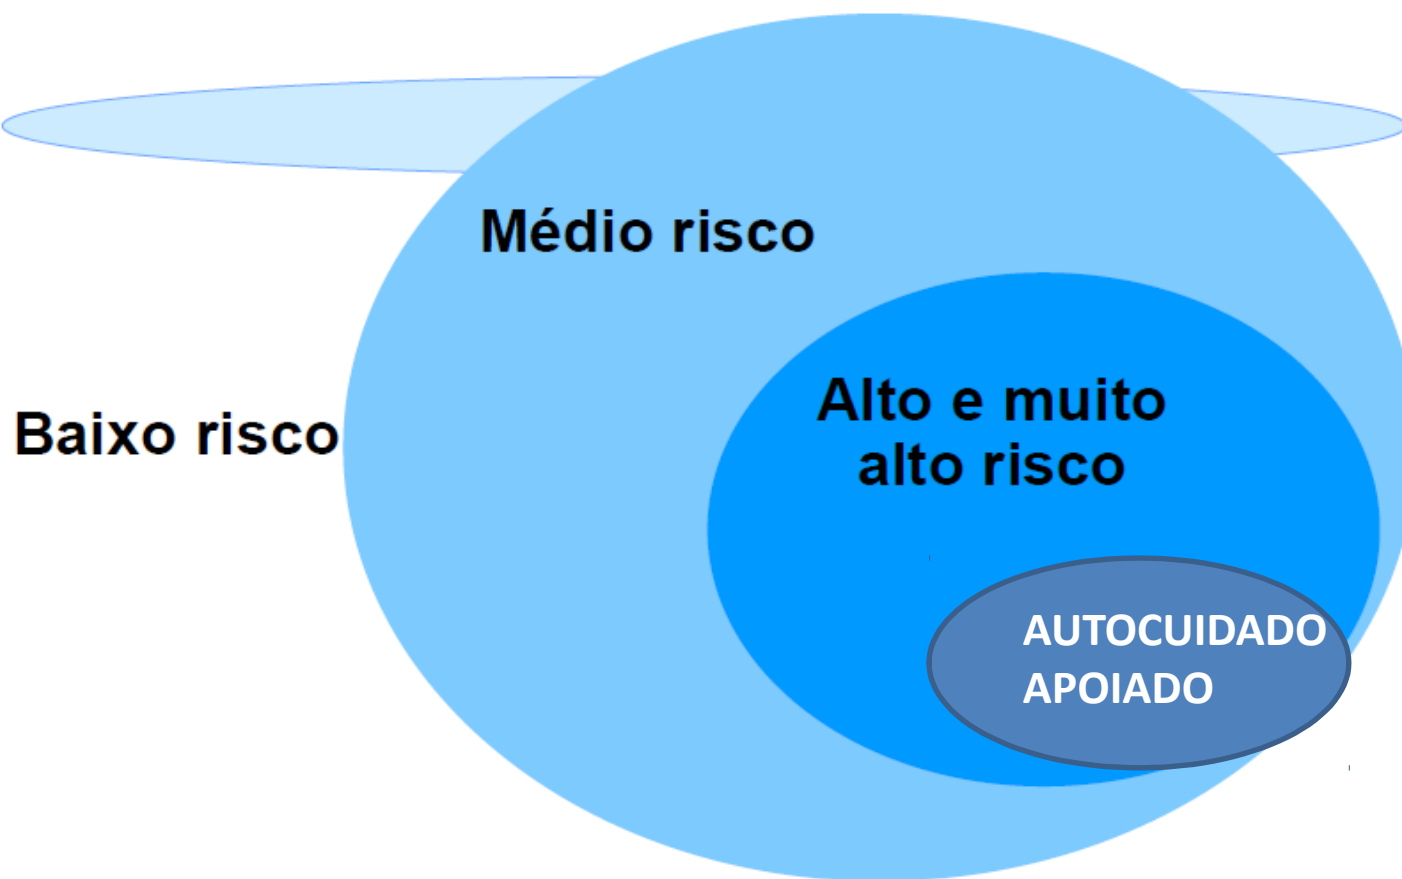 Médio risco
Alto e muito
alto risco
Baixo risco
AUTOCUIDADO
APOIADO